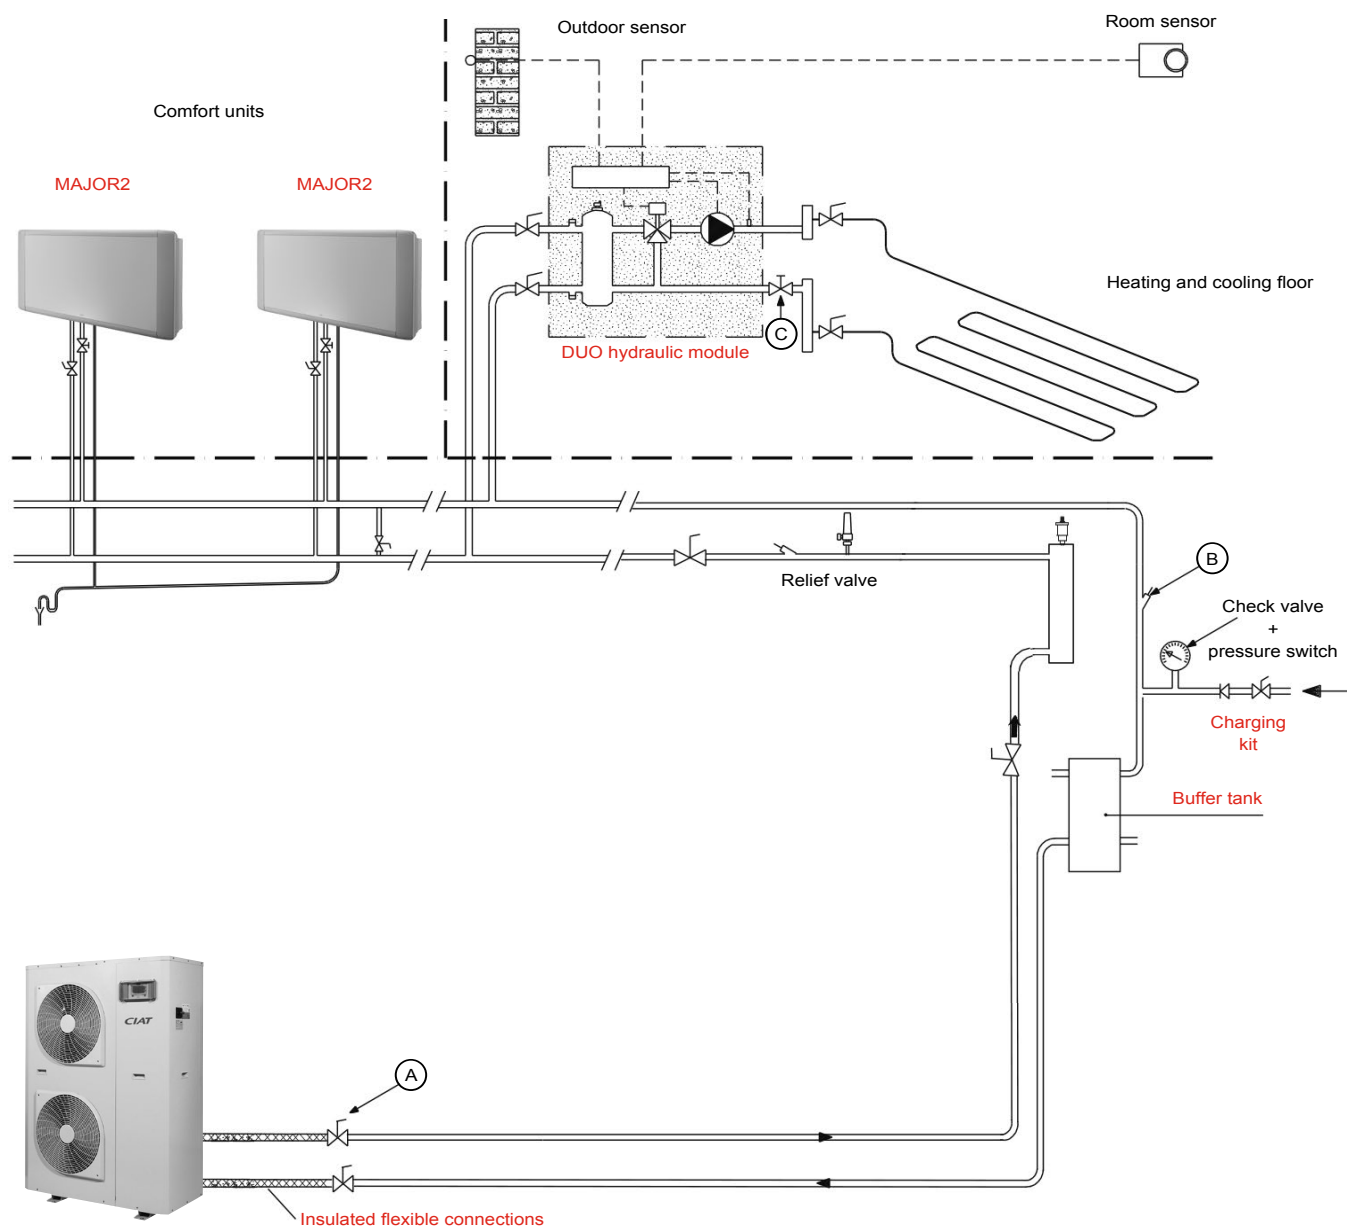 Outdoor sensor
Room sensor
Comfort units
MAJOR2
MAJOR2
Heating and cooling floor
C
DUO hydraulic module
B
Relief valve
Check valve
+
pressure switch
Charging
kit
Buffer tank
CIAT
A
Insulated flexible connections